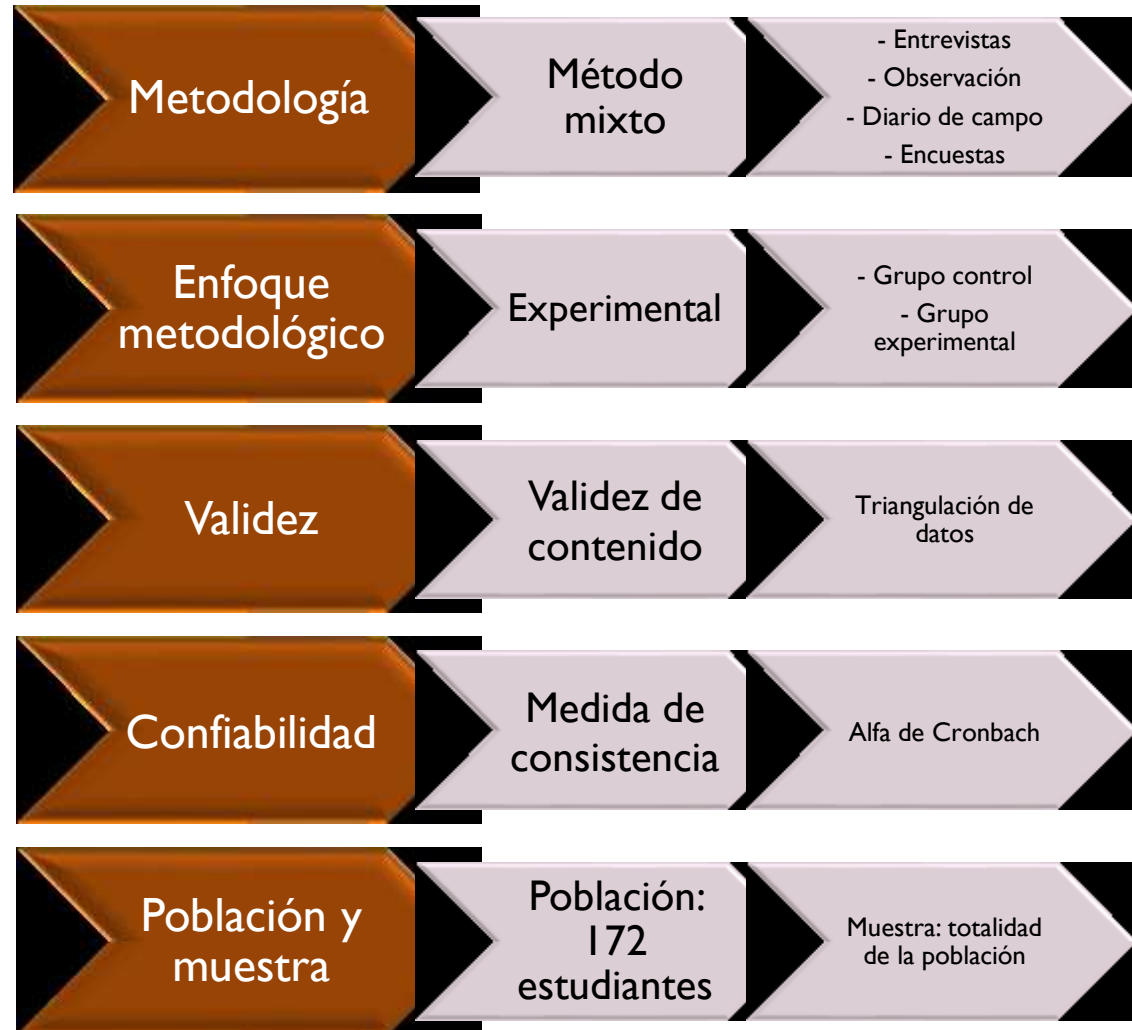 Metodología
Método
mixto
- Entrevistas
- Observación
- Diario de campo
- Encuestas
Enfoque
metodológico
Experimental
- Grupo control
- Grupo
experimental
Validez
Validez de
contenido
Triangulación de
datos
Confiabilidad
Medida de
consistencia
Alfa de Cronbach
Población y
muestra
Población:
172
estudiantes
Muestra: totalidad
de la población